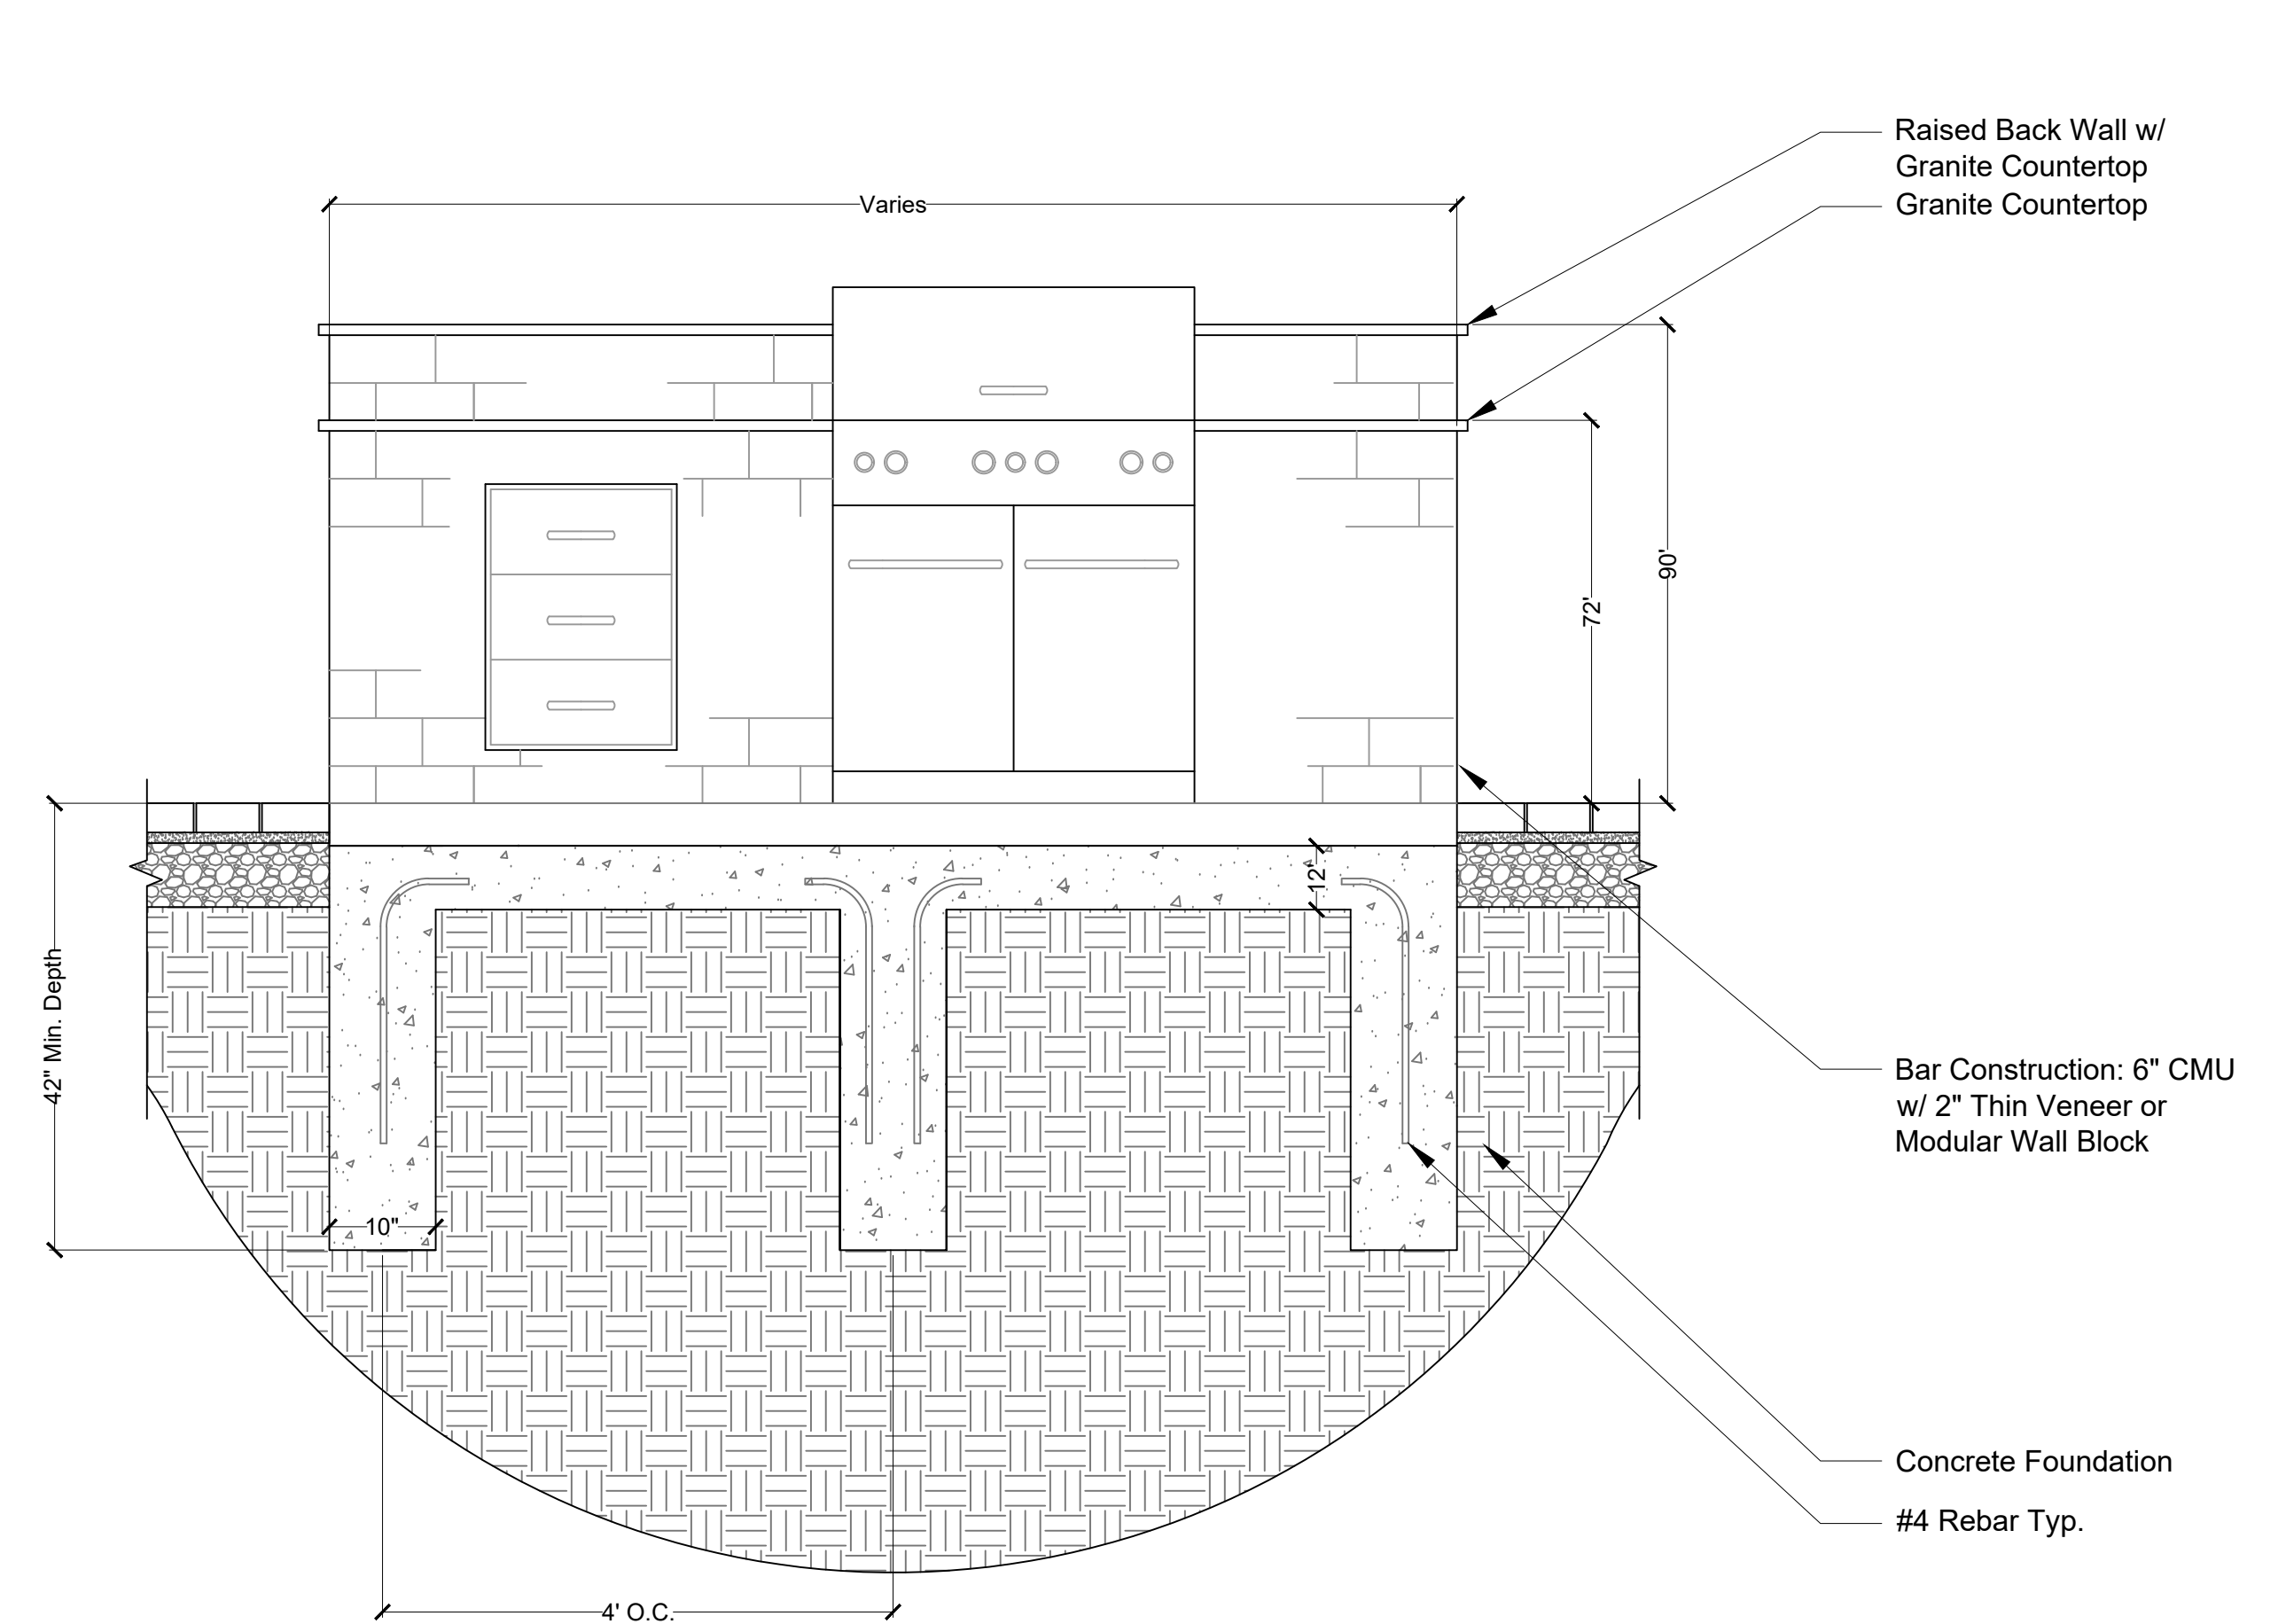 Raised Back Wall w/
Granite Countertop
Granite Countertop
Varies
90'
72'
12'
42" Min. Depth
10"
Bar Construction: 6" CMU
w/ 2" Thin Veneer or
Modular Wall Block
Concrete Foundation
#4 Rebar Typ.
4' O.C.